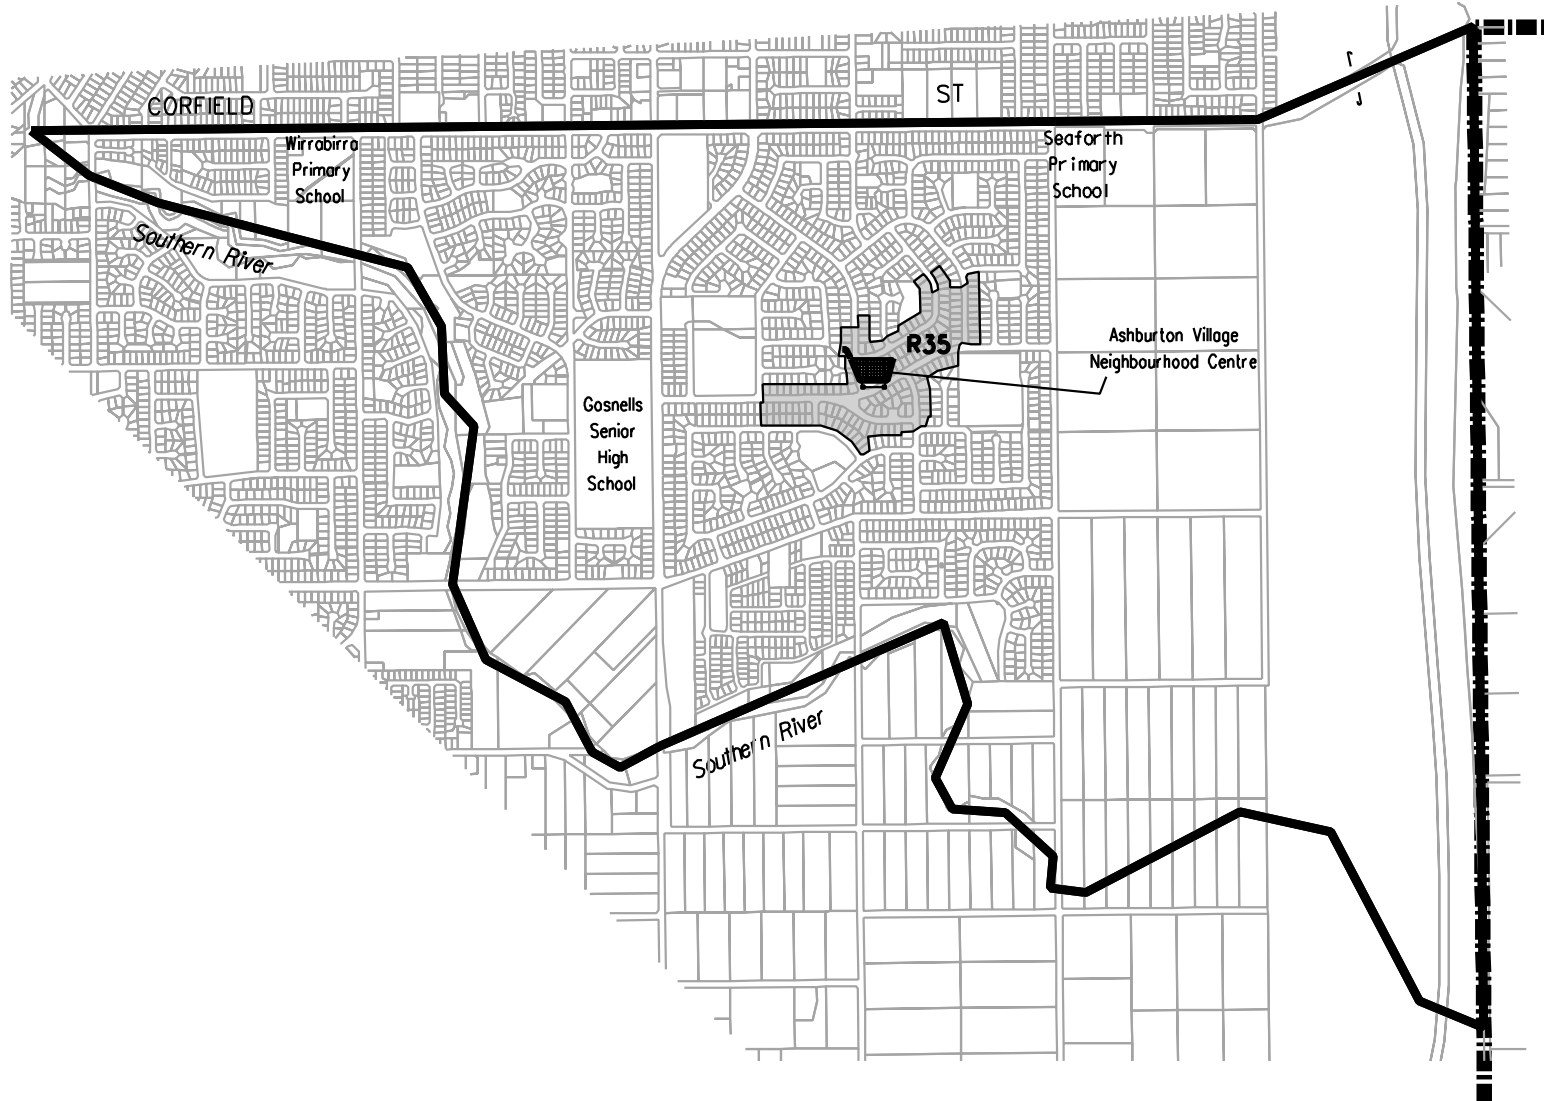 CORFIELD
ST
Wirrabirra
Primary
School
Seaforth
Primary
School
Southern River
R35
Ashburton Village
Neighbourhood Centre
Gosnells
Senior
High
School
Southern River